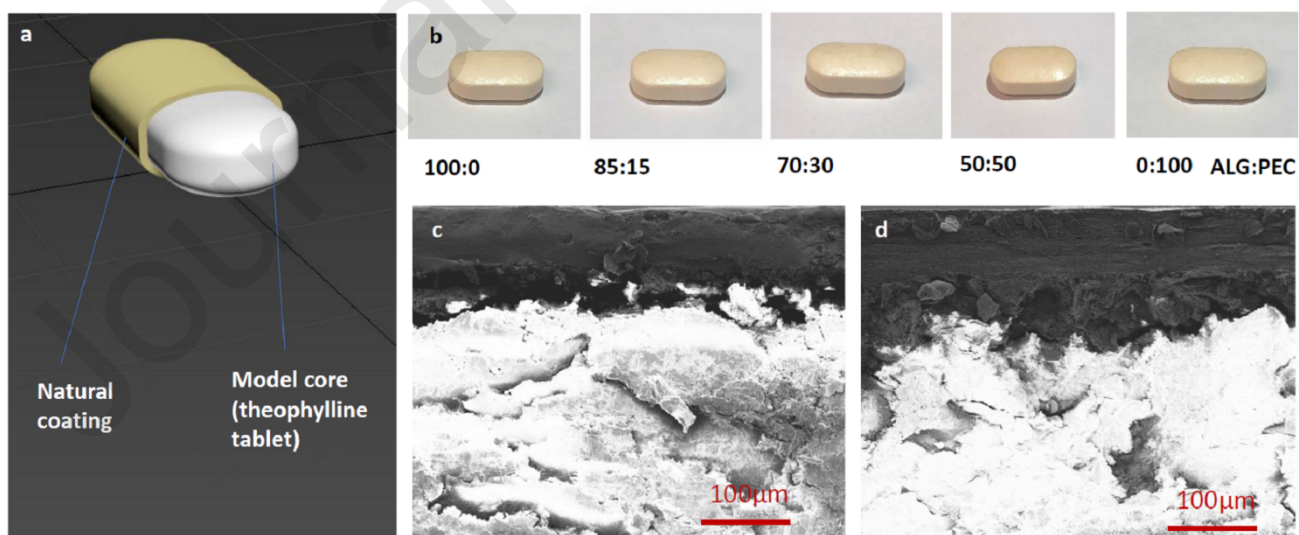 a
Natural
coating
Model core
(theophylline
tablet)
b
100:0 85:15 70:30 50:50 0:100 ALG:PEC
c
100µm
d
100µm
Journa